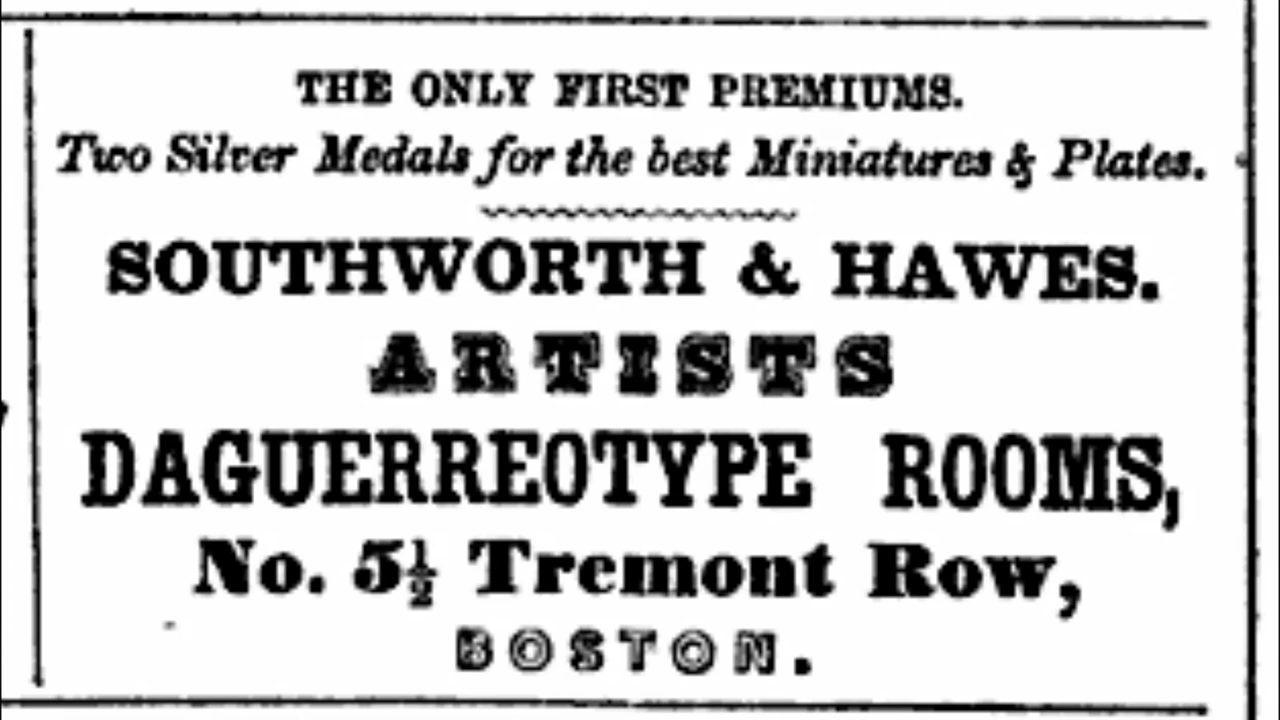 THE ONLY FIRST PREMIUMS.
Two Silver Medals for the best Miniatures & Plates.
SOUTHWORTH & HAWES.
ARTISTS
DAGUERREOTYPE ROOMS,
No. 5½ Tremont Row,
BOSTON.